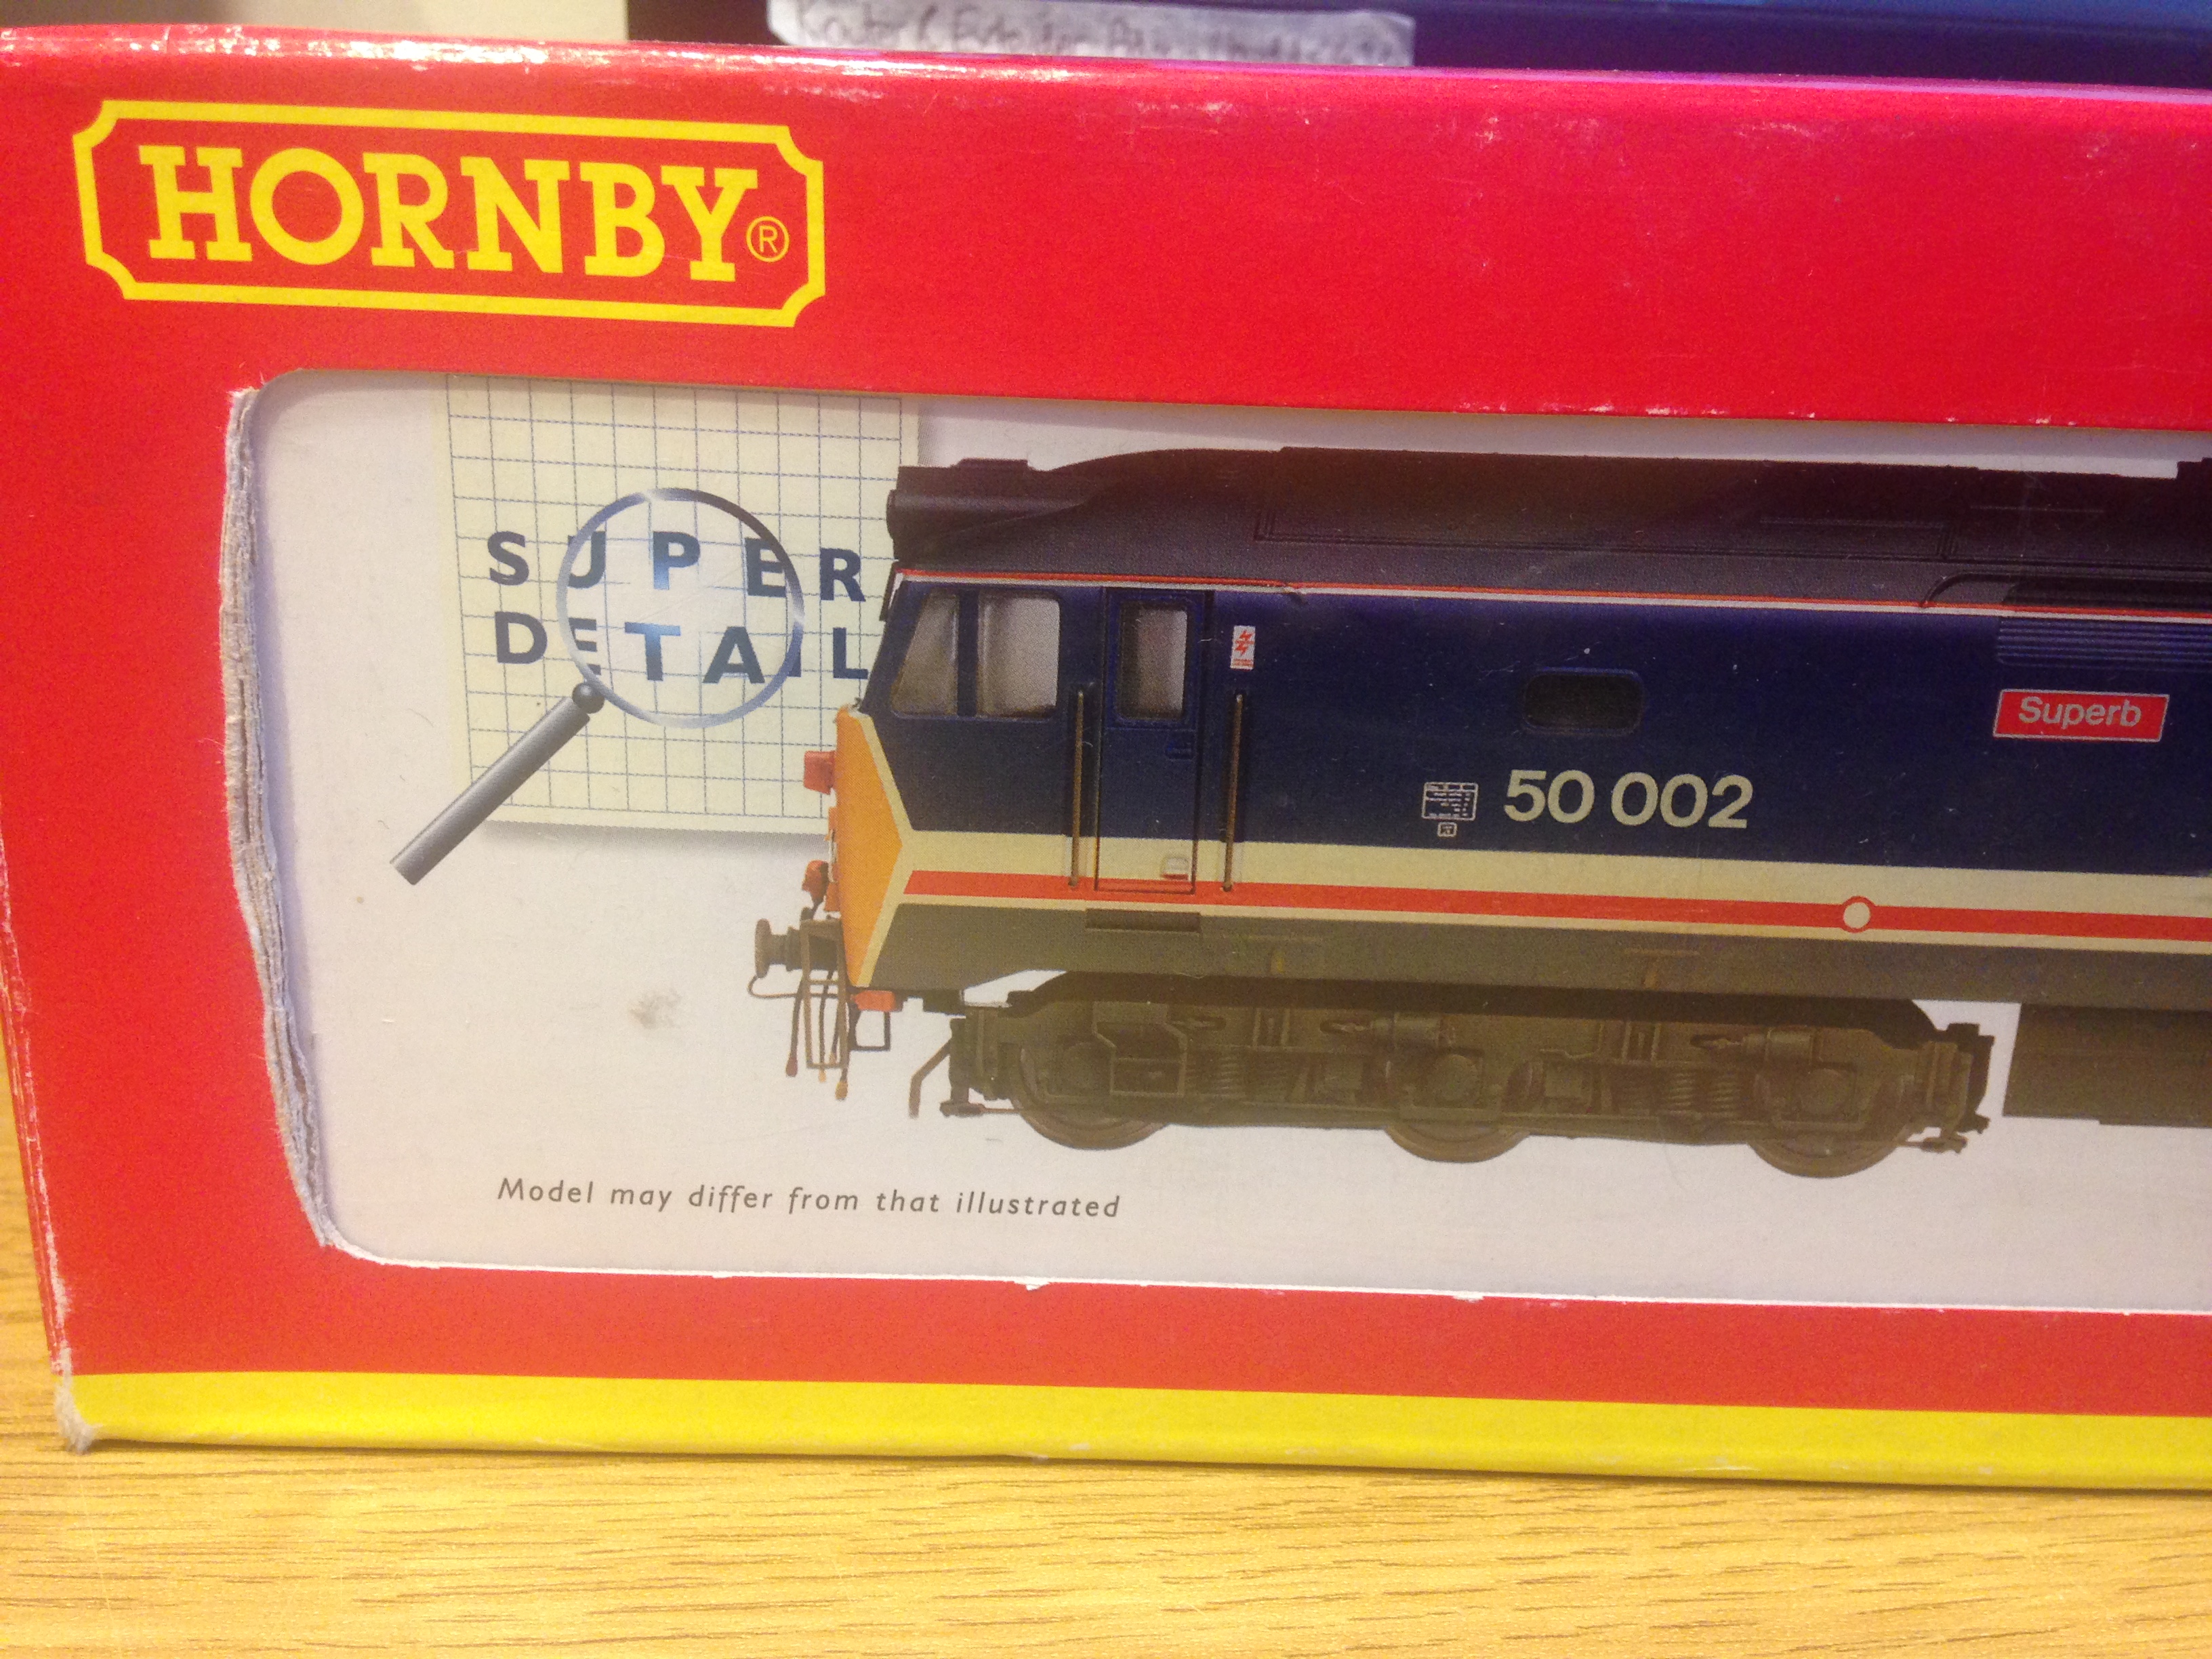 HORNBY®
SUPER
DETAIL
Superb
50 002
Model may differ from that illustrated